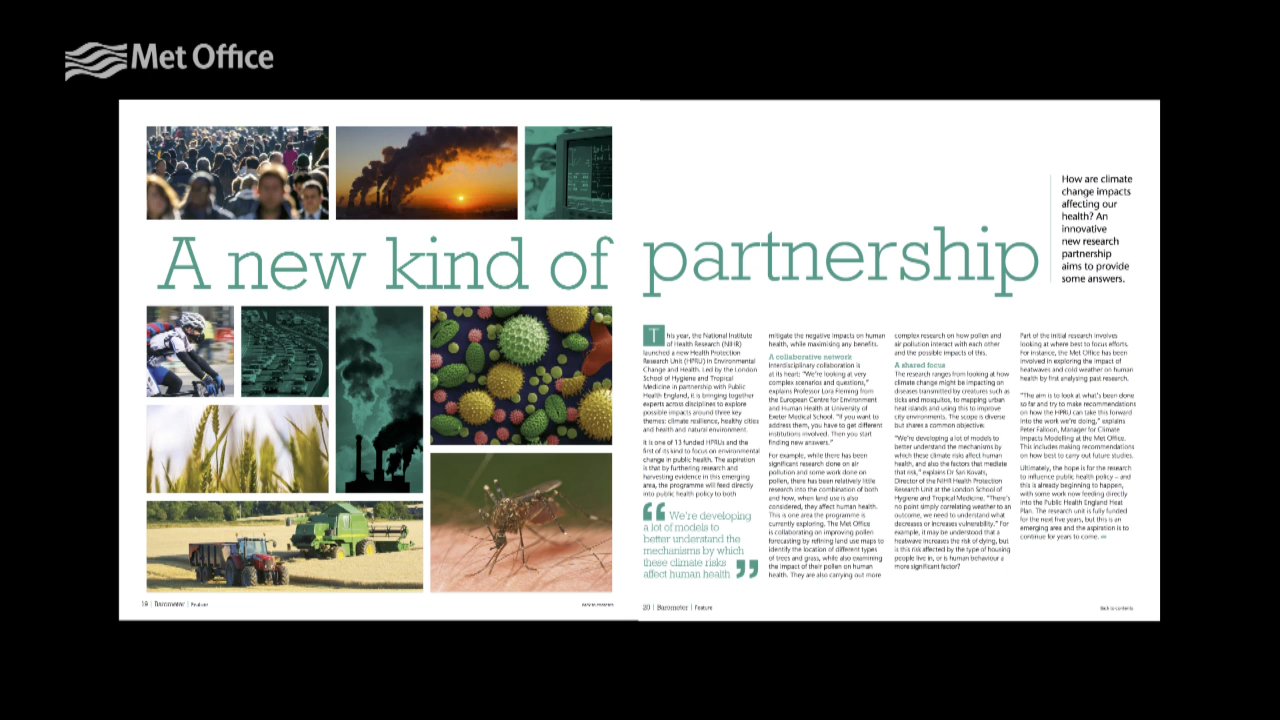 Met Office
A new kind of partnership
How are climate
change impacts
affecting our
health? An
innovative
new research
partnership
aims to provide
some answers.
This year, the National Institute
of Health Research (NIHR)
launched a new Health Protection
Research Unit (HPRU) in Environmental
Change and Health. Led by the London
School of Hygiene and Tropical
Medicine in partnership with Public
Health England, it is bringing together
experts across disciplines to explore
possible impacts around three key
themes: climate resilience, healthy cities
and health and natural environment.
It is one of 13 funded HPRUs and the
first of its kind to focus on environmental
change in public health. The aspiration
is that by furthering research and
harvesting evidence in this emerging
area, the programme will feed directly
into public health policy to both
“We're developing
a lot of models to
better understand the
mechanisms by which
these climate risks
affect human health”
mitigate the negative impacts on human
health, while maximising any benefits.
A collaborative network
Interdisciplinary collaboration is
at its heart: "We're looking at very
complex scenarios and questions,"
explains Professor Lora Fleming from
the European Centre for Environment
and Human Health at University of
Exeter Medical School. "If you want to
address them, you have to get different
institutions involved. Then you start
finding new answers."
For example, while there has been
significant research done on air
pollution and some work done on
pollen, there has been relatively little
research into the combination of both
and how, when land use is also
considered, they affect human health.
This is one area the programme is
currently exploring. The Met Office
is collaborating on improving pollen
forecasting by refining land use maps to
identify the location of different types
of trees and grass, while also examining
the impact of their pollen on human
health. They are also carrying out more
complex research on how pollen and
air pollution interact with each other
and the possible impacts of this.
A shared focus
The research ranges from looking at how
climate change might be impacting on
diseases transmitted by creatures such as
ticks and mosquitos, to mapping urban
heat islands and using this to improve
city environments. The scope is diverse
but shares a common objective:
"We're developing a lot of models to
better understand the mechanisms by
which these climate risks affect human
health, and also the factors that mediate
that risk," explains Dr Sari Kovats,
Director of the NIHR Health Protection
Research Unit at the London School of
Hygiene and Tropical Medicine. "There's
no point simply correlating weather to an
outcome, we need to understand what
decreases or increases vulnerability." For
example, it may be understood that a
heatwave increases the risk of dying, but
is this risk affected by the type of housing
people live in, or is human behaviour a
more significant factor?
Part of the initial research involves
looking at where best to focus efforts.
For instance, the Met Office has been
involved in exploring the impact of
heatwaves and cold weather on human
health by first analysing past research.
"The aim is to look at what's been done
so far and try to make recommendations
on how the HPRU can take this forward
into the work we're doing," explains
Peter Falloon, Manager for Climate
Impacts Modelling at the Met Office.
This includes making recommendations
on how best to carry out future studies.
Ultimately, the hope is for the research
to influence public health policy – and
this is already beginning to happen,
with some work now feeding directly
into the Public Health England Heat
Plan. The research unit is fully funded
for the next five years, but this is an
emerging area and the aspiration is to
continue for years to come.
19 | Barometer | Feature
Back to contents
20 | Barometer | Feature
Back to contents